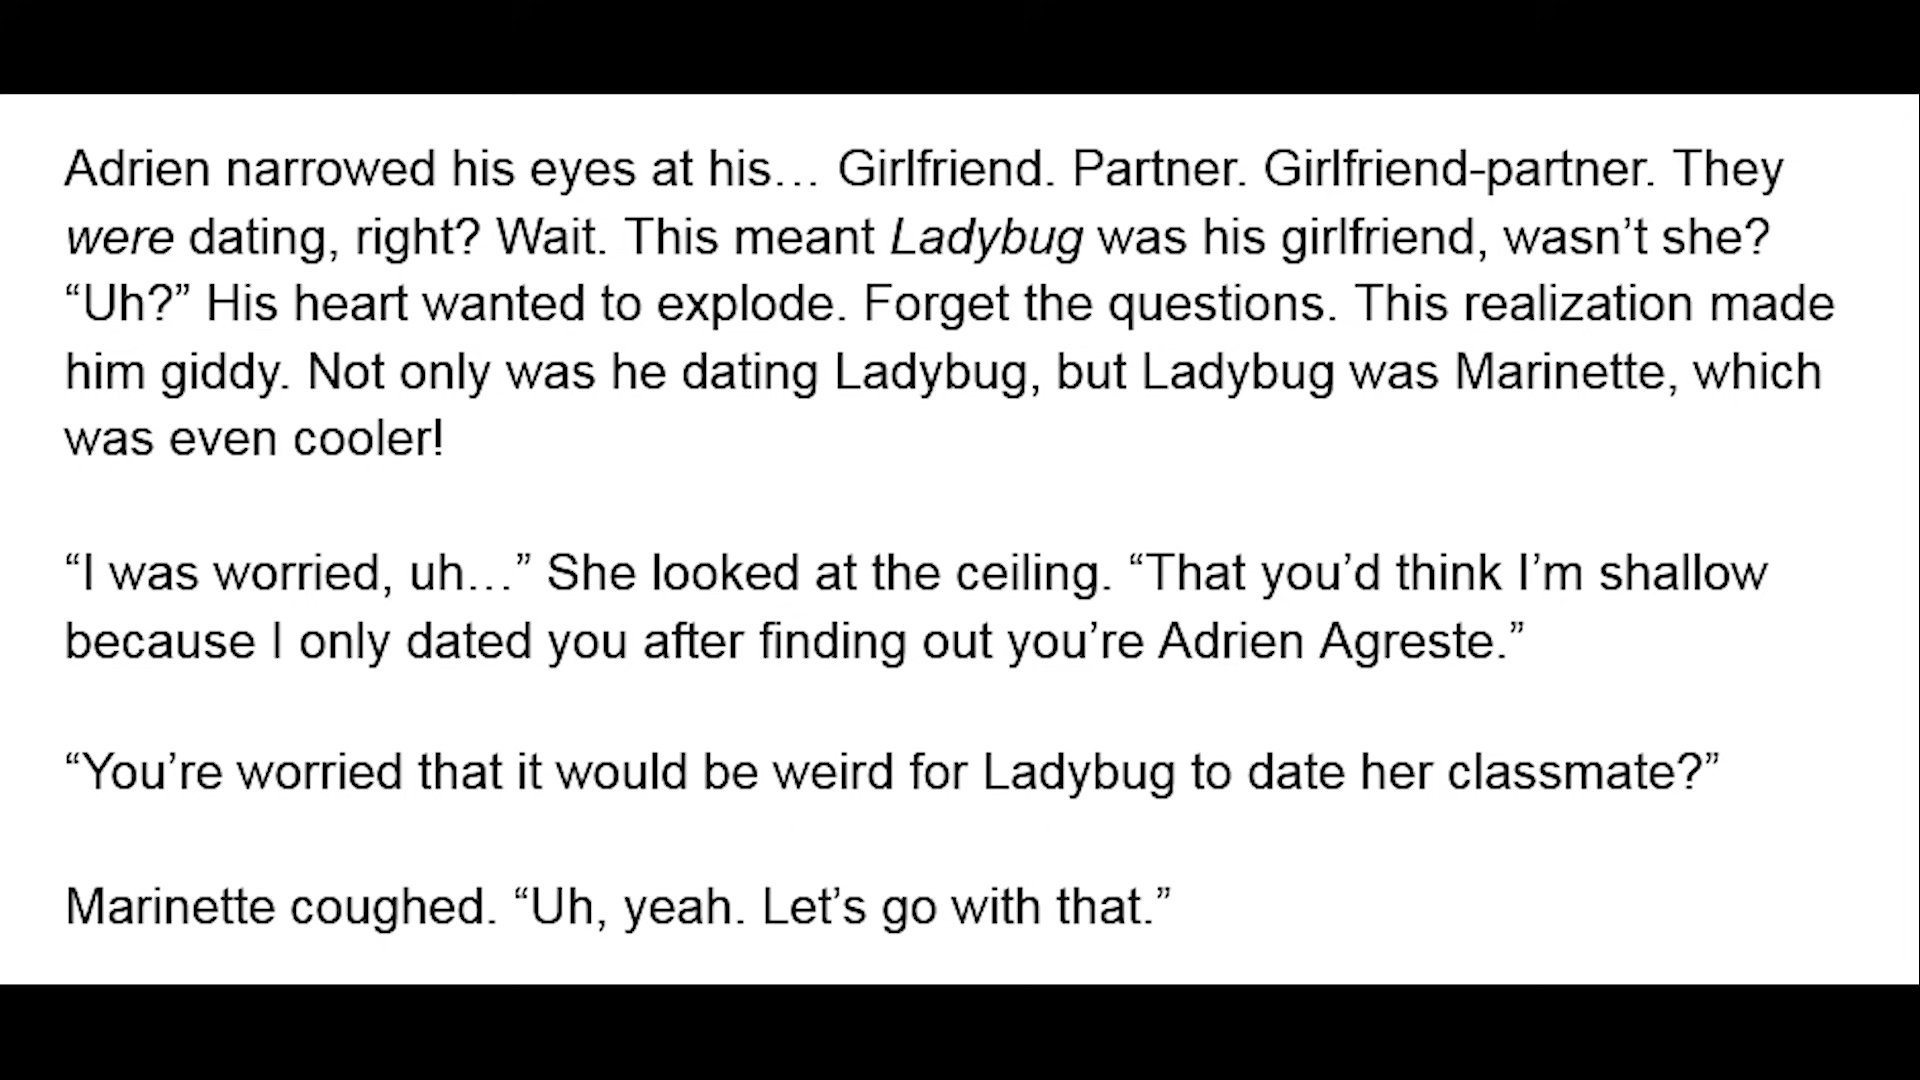 Adrien narrowed his eyes at his… Girlfriend. Partner. Girlfriend-partner. They
were dating, right? Wait. This meant Ladybug was his girlfriend, wasn’t she?
“Uh?” His heart wanted to explode. Forget the questions. This realization made
him giddy. Not only was he dating Ladybug, but Ladybug was Marinette, which
was even cooler!
“I was worried, uh…” She looked at the ceiling. “That you’d think I’m shallow
because I only dated you after finding out you’re Adrien Agreste.”
“You’re worried that it would be weird for Ladybug to date her classmate?”
Marinette coughed. “Uh, yeah. Let’s go with that.”